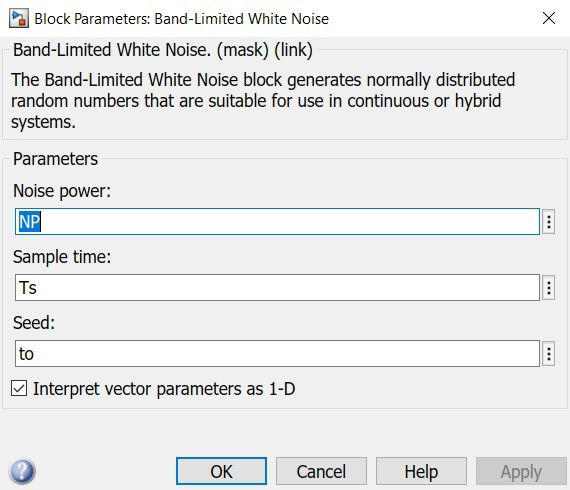 Block Parameters: Band-Limited White Noise
Band-Limited White Noise. (mask) (link)
The Band-Limited White Noise block generates normally distributed
random numbers that are suitable for use in continuous or hybrid
systems.
Parameters
Noise power:
NP
Sample time:
Ts
Seed:
to
Interpret vector parameters as 1-D
OK Cancel Help Apply